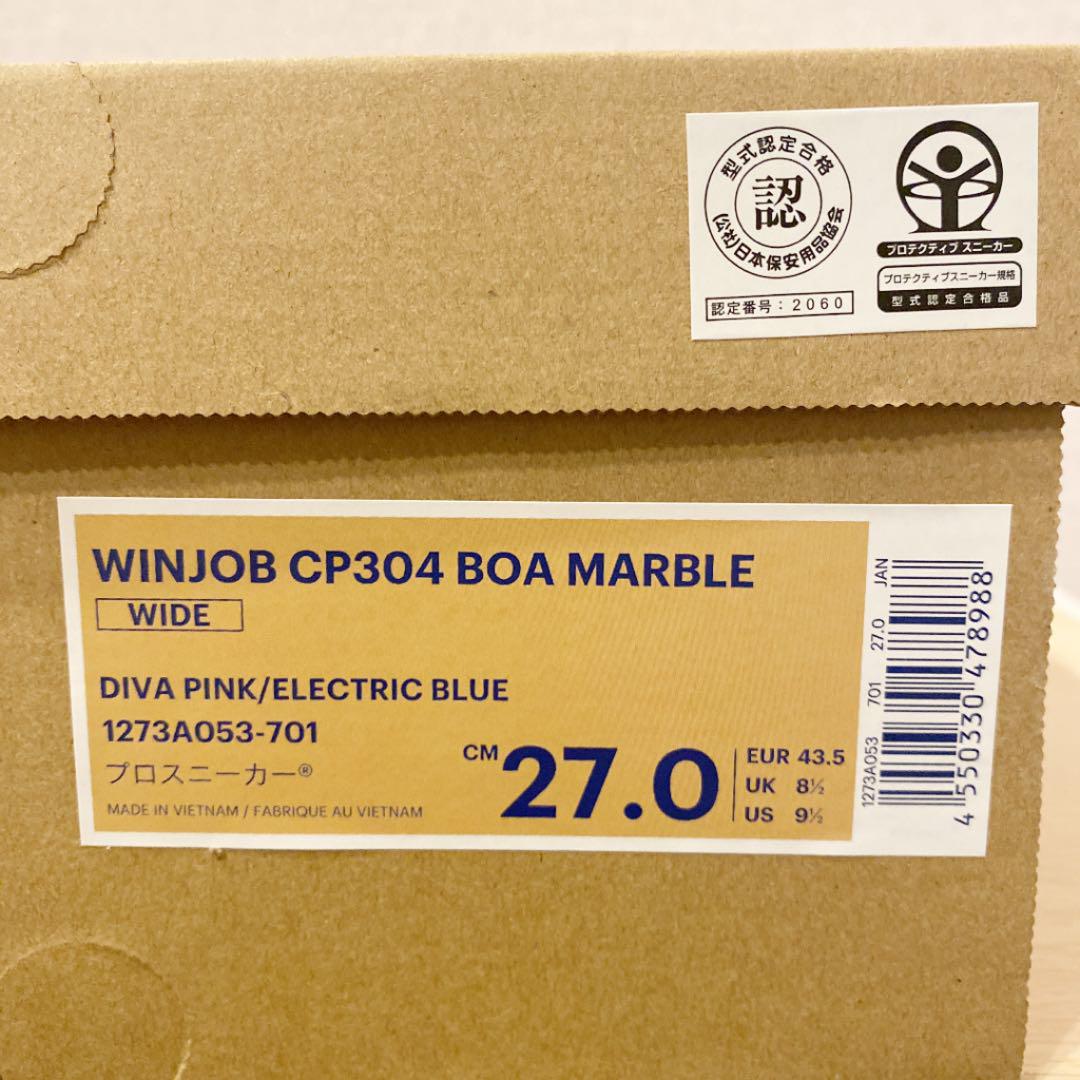 型式認定合格
認
(公社)日本保安用品協会
認定番号：2060
プロテクティブ スニーカー
プロテクティブスニーカー規格
型式認定合格品
WINJOB CP304 BOA MARBLE
WIDE
DIVA PINK/ELECTRIC BLUE
1273A053-701
プロスニーカー®
MADE IN VIETNAM / FABRIQUE AU VIETNAM
CM 27.0
EUR 43.5
UK 8½
US 9½
1273A053 701 27.0 JAN
4 550330 478988